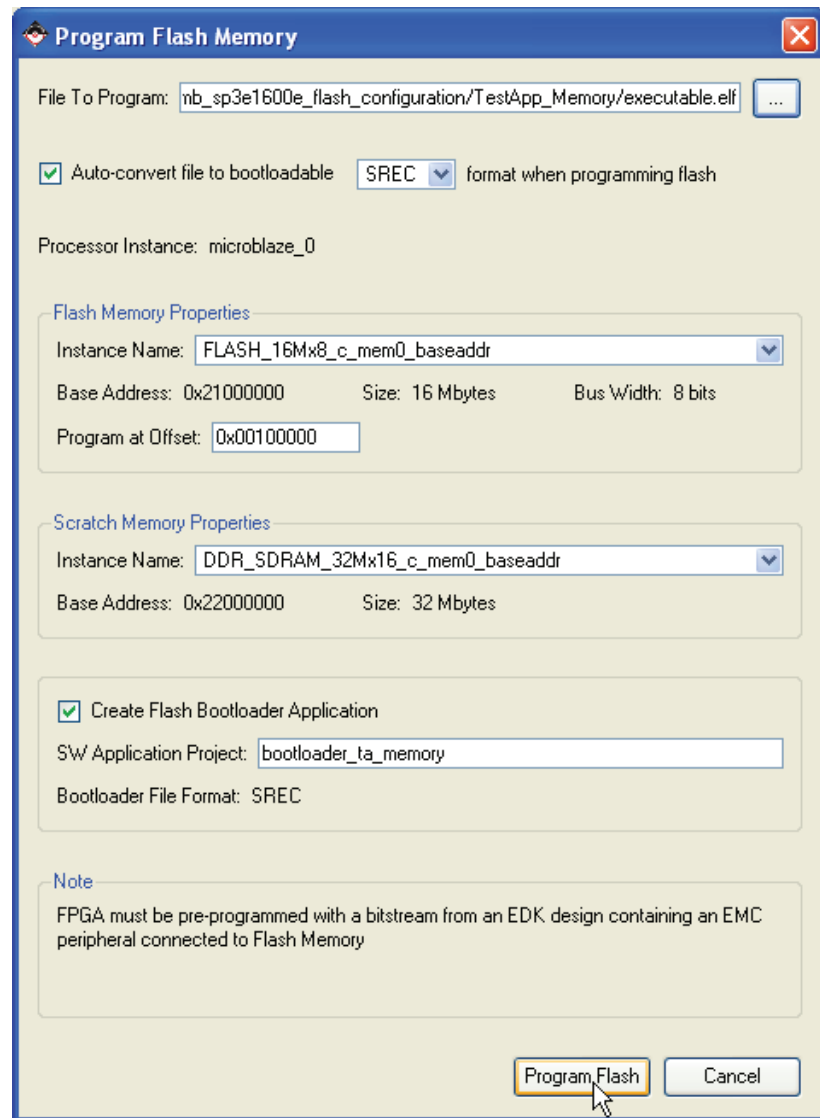 Program Flash Memory
File To Program: nb_sp3e1600e_flash_configuration/TestApp_Memory/executable.elf ...
Auto-convert file to bootloadable SREC format when programming flash
Processor Instance: microblaze_0
Flash Memory Properties
Instance Name: FLASH_16Mx8_c_mem0_baseaddr
Base Address: 0x21000000 Size: 16 Mbytes Bus Width: 8 bits
Program at Offset: 0x00100000
Scratch Memory Properties
Instance Name: DDR_SDRAM_32Mx16_c_mem0_baseaddr
Base Address: 0x22000000 Size: 32 Mbytes
Create Flash Bootloader Application
SW Application Project: bootloader_ta_memory
Bootloader File Format: SREC
Note
FPGA must be pre-programmed with a bitstream from an EDK design containing an EMC
peripheral connected to Flash Memory
Program Flash Cancel